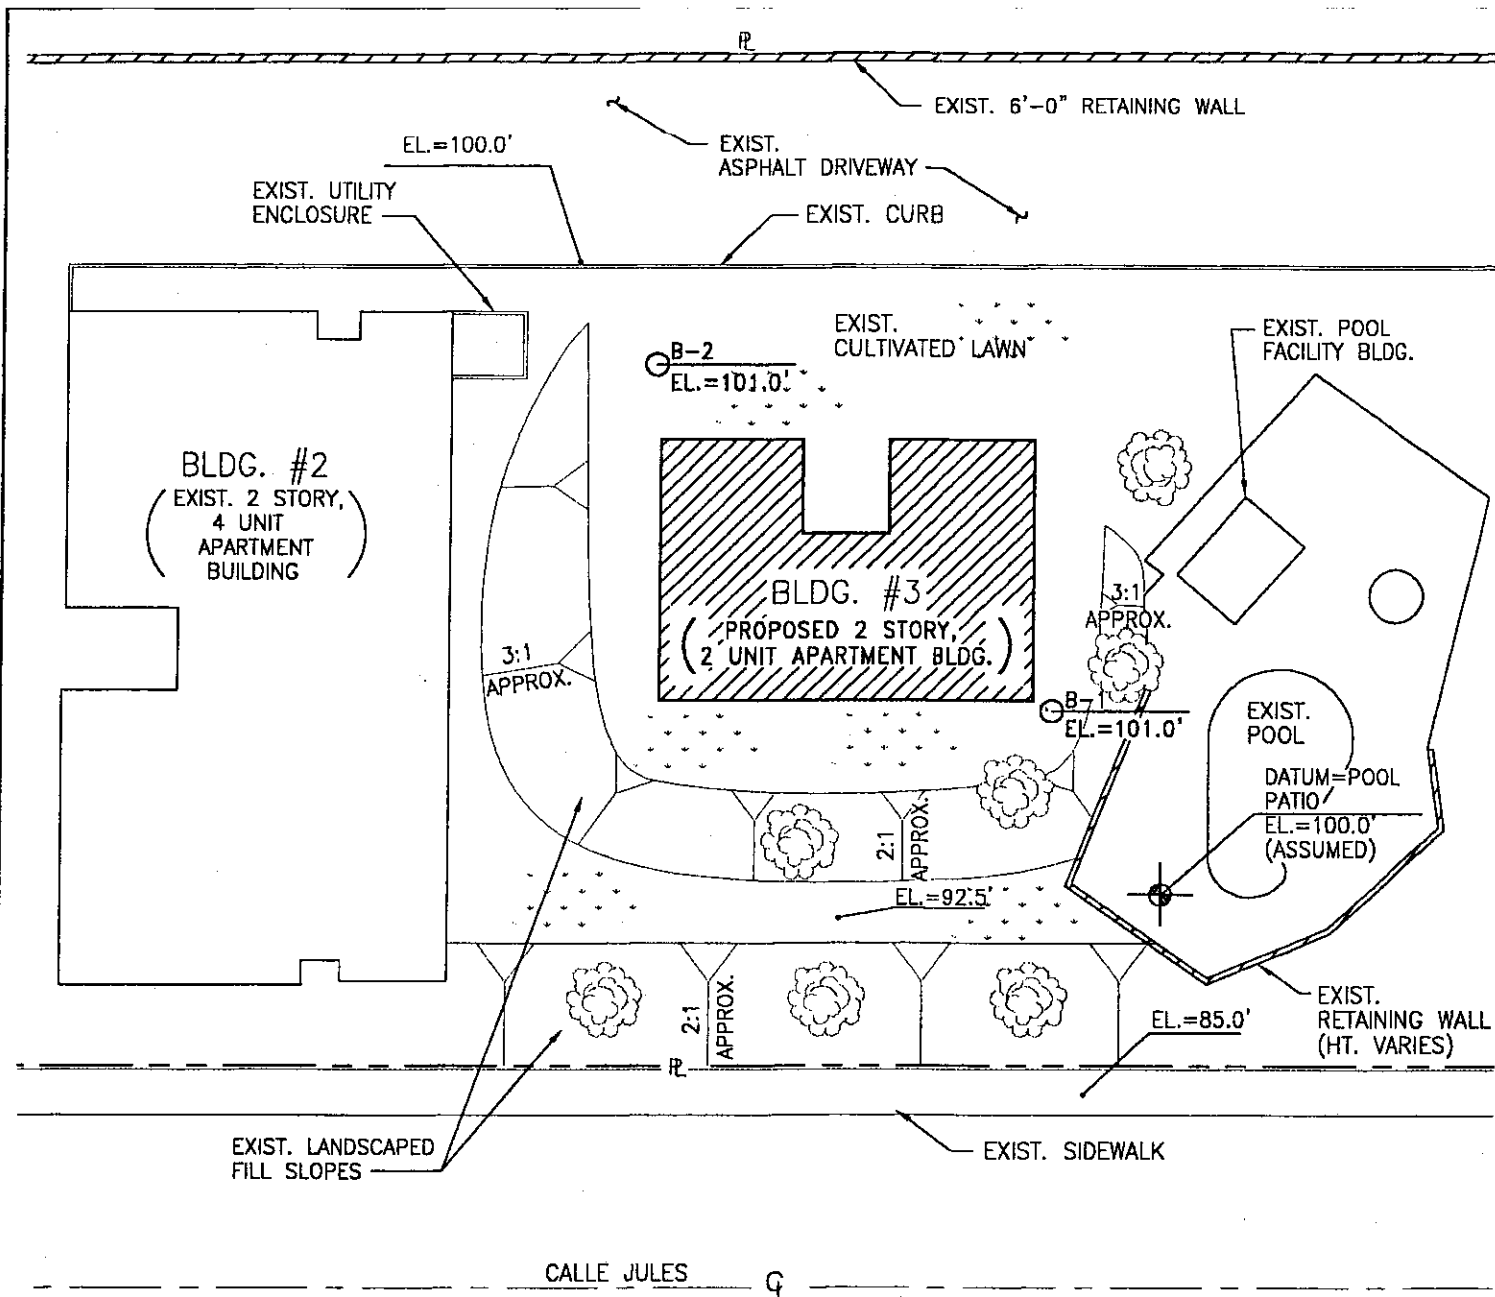 PL
EXIST. 6'-0" RETAINING WALL
EL.=100.0'
EXIST.
ASPHALT DRIVEWAY
EXIST. UTILITY
ENCLOSURE
EXIST. CURB
EXIST.
CULTIVATED LAWN
EXIST. POOL
FACILITY BLDG.
B-2
EL.=101.0'
BLDG. #2
(EXIST. 2 STORY,
4 UNIT
APARTMENT
BUILDING)
BLDG. #3
(PROPOSED 2 STORY,
2 UNIT APARTMENT BLDG.)
3:1
APPROX.
3:1
APPROX.
B-1
EL.=101.0'
EXIST.
POOL
DATUM=POOL
PATIO
EL.=100.0'
(ASSUMED)
2:1
APPROX.
EL.=92.5'
2:1
APPROX.
EXIST.
RETAINING WALL
(HT. VARIES)
EL.=85.0'
PL
EXIST. LANDSCAPED
FILL SLOPES
EXIST. SIDEWALK
CALLE JULES
CL